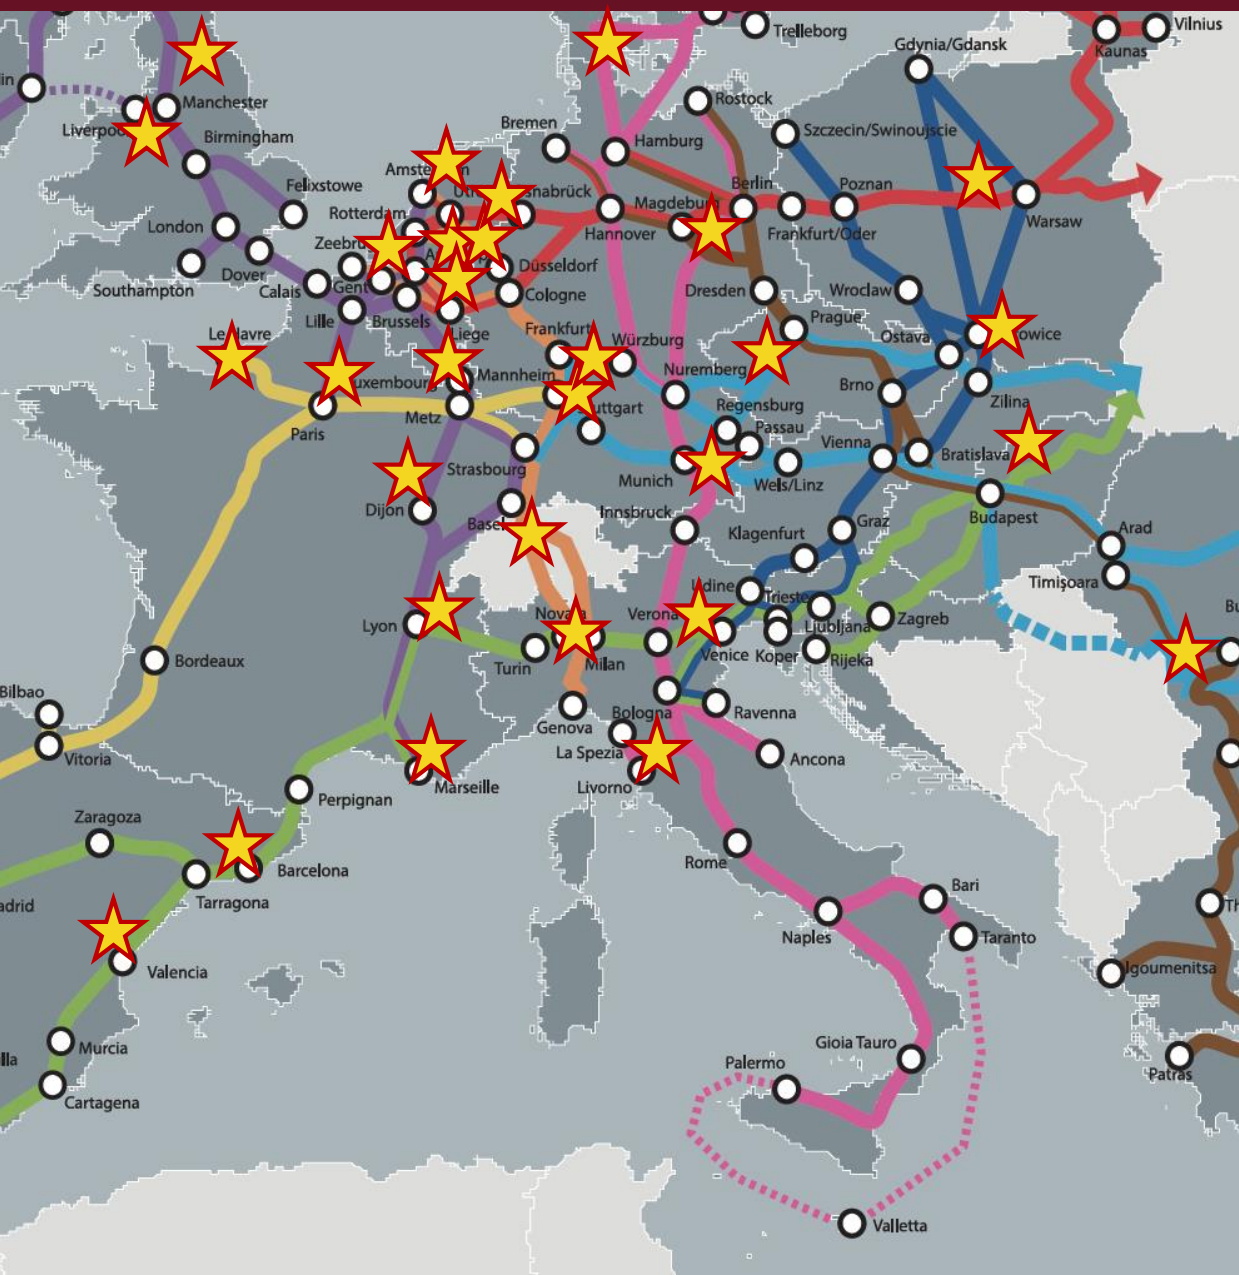 Trelleborg
Vilnius
Kaunas
Gdynia/Gdansk
Manchester
Rostock
Bremen
Hamburg
Szczecin/Swinoujscie
Birmingham
Felixstowe
Berlin
Poznan
Rotterdam
Hannover
Frankfurt/Oder
Warsaw
London
Dover
Düsseldorf
Southampton
Calais
Gent
Cologne
Dresden
Wroclaw
Lille
Brussels
Liege
Frankfurt
Würzburg
Prague
Ostava
Mannheim
Nuremberg
Brno
Zilina
Paris
Metz
Regensburg
Passau
Vienna
Bratislava
Strasbourg
Munich
Wels/Linz
Dijon
Innsbruck
Klagenfurt
Graz
Budapest
Arad
Timişoara
Lyon
Verona
Trieste
Ljubljana
Zagreb
Turin
Milan
Venice
Koper
Rijeka
Bordeaux
Bilbao
Vitoria
Genova
Bologna
Ravenna
La Spezia
Ancona
Livorno
Marseille
Perpignan
Zaragoza
Barcelona
Tarragona
Rome
Bari
Naples
Taranto
Valencia
Igoumenitsa
Murcia
Gioia Tauro
Palermo
Patras
Cartagena
Valletta